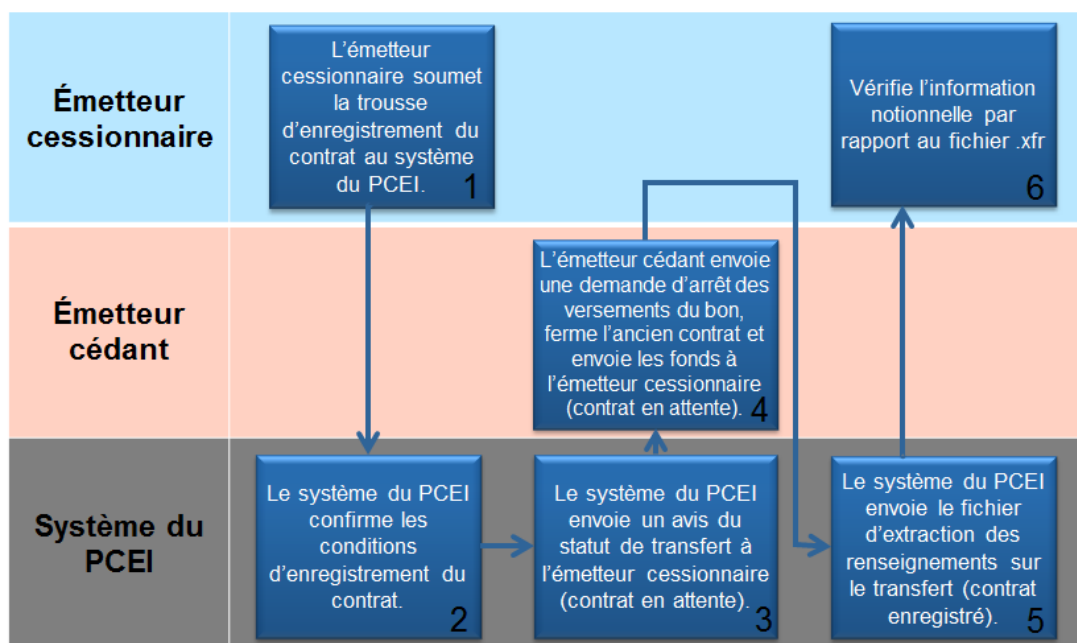 Émetteur
cessionnaire
L'émetteur
cessionnaire soumet
la trousse
d'enregistrement du
contrat au système
du PCEI.
1
Vérifie l'information
notionnelle par
rapport au fichier .xfr
6
Émetteur
cédant
L'émetteur cédant envoie
une demande d'arrêt des
versements du bon,
ferme l'ancien contrat et
envoie les fonds à
l'émetteur cessionnaire
(contrat en attente).
4
Système du
PCEI
Le système du PCEI
confirme les
conditions
d'enregistrement du
contrat.
2
Le système du PCEI
envoie un avis du
statut de transfert à
l'émetteur cessionnaire
(contrat en attente).
3
Le système du PCEI
envoie le fichier
d'extraction des
renseignements sur
le transfert (contrat
enregistré).
5